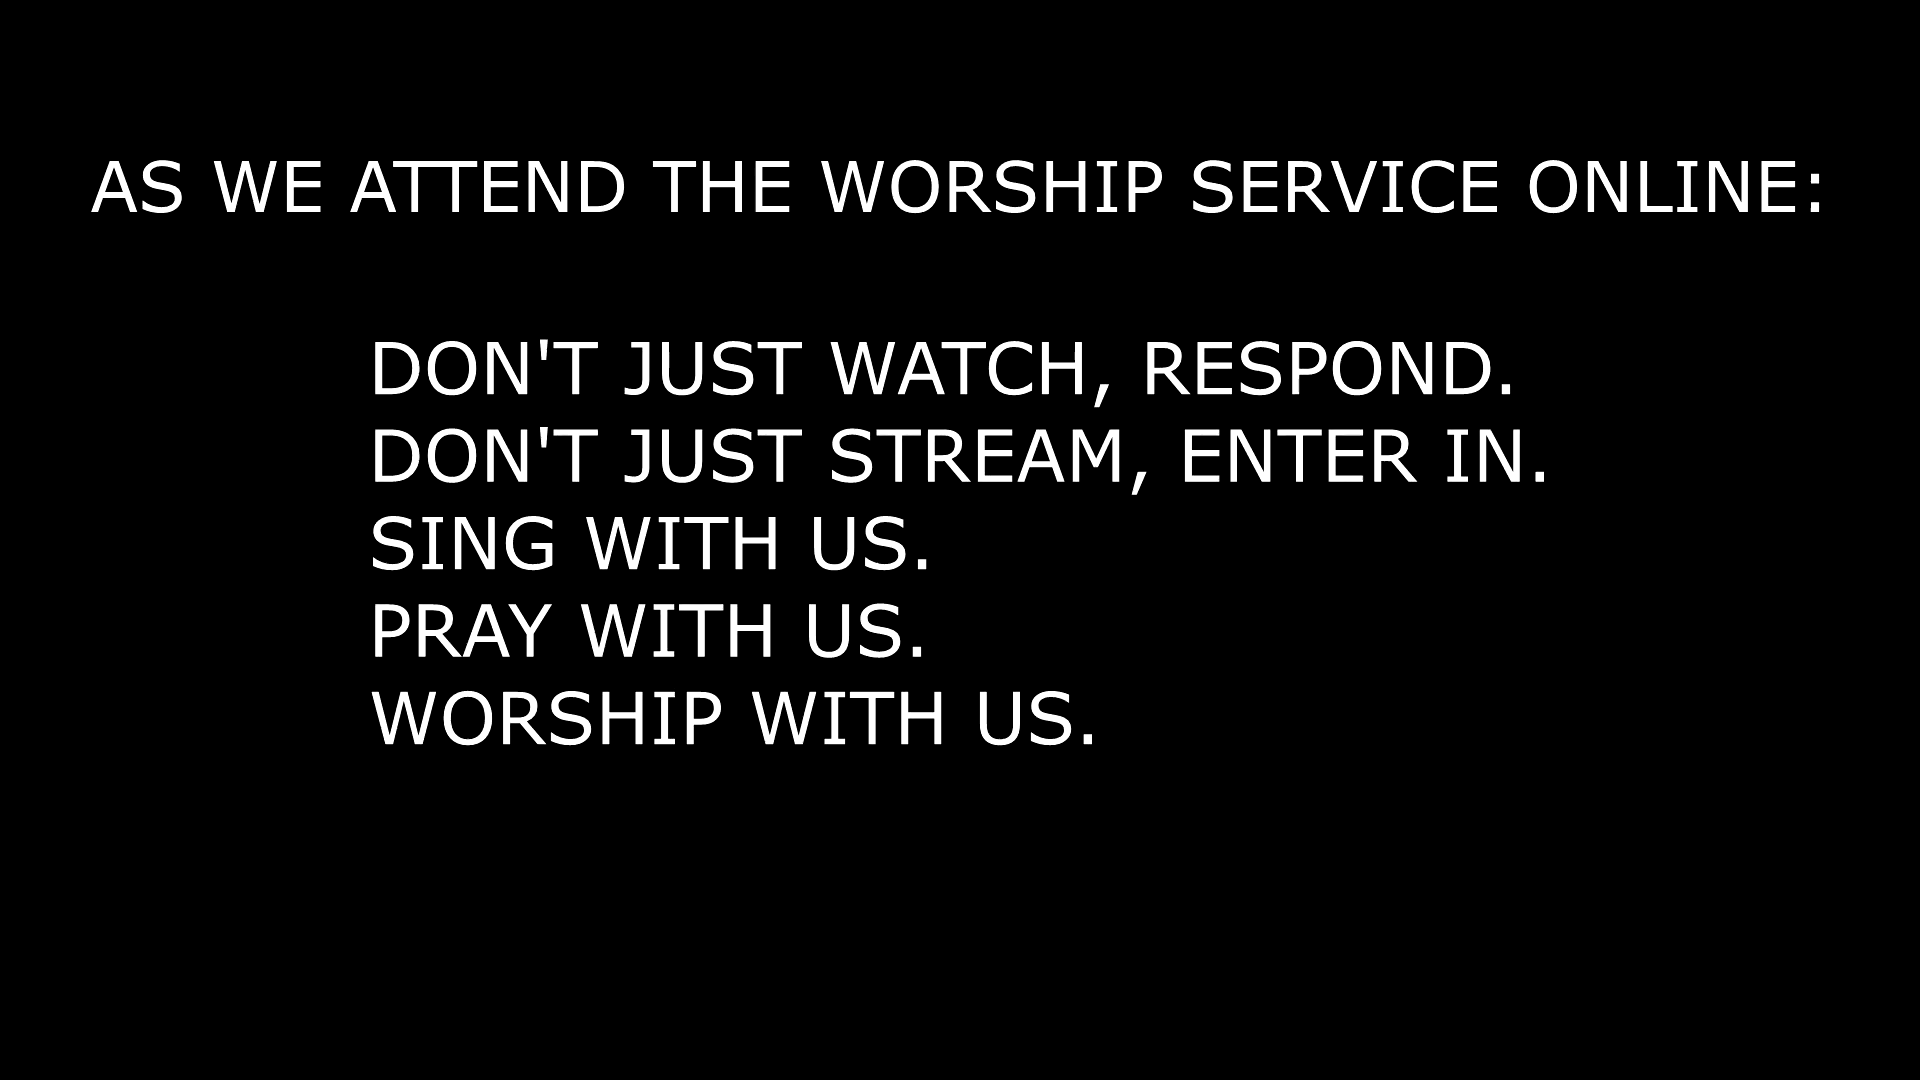 AS WE ATTEND THE WORSHIP SERVICE ONLINE:
DON'T JUST WATCH, RESPOND.
DON'T JUST STREAM, ENTER IN.
SING WITH US.
PRAY WITH US.
WORSHIP WITH US.